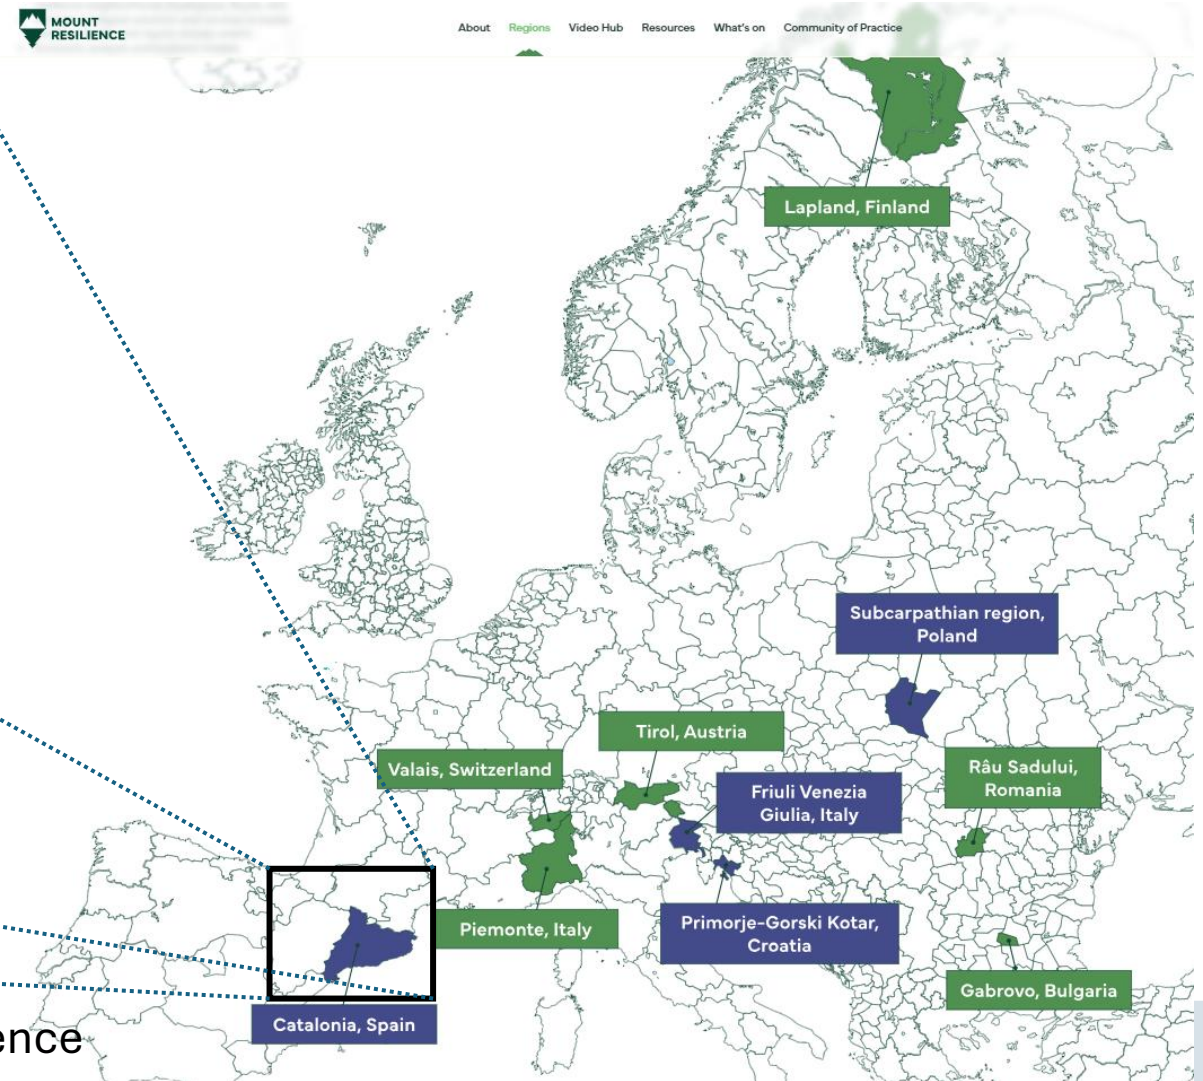 MOUNT
RESILIENCE
About Regions Video Hub Resources What's on Community of Practice
Lapland, Finland
Subcarpathian region,
Poland
Tirol, Austria
Valais, Switzerland
Friuli Venezia
Giulia, Italy
Râu Sadului,
Romania
Piemonte, Italy
Primorje-Gorski Kotar,
Croatia
Gabrovo, Bulgaria
Catalonia, Spain
ence